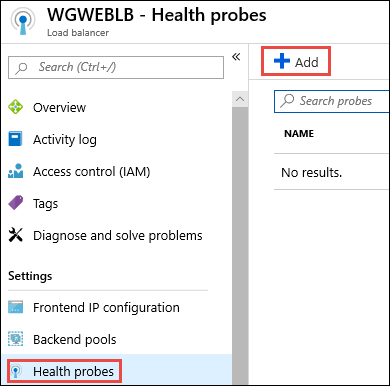 WGWEBLB - Health probes
Load balancer
Search (Ctrl+/)
«
Add
Overview
Search probes
Activity log
NAME
Access control (IAM)
No results.
Tags
Diagnose and solve problems
Settings
Frontend IP configuration
Backend pools
Health probes